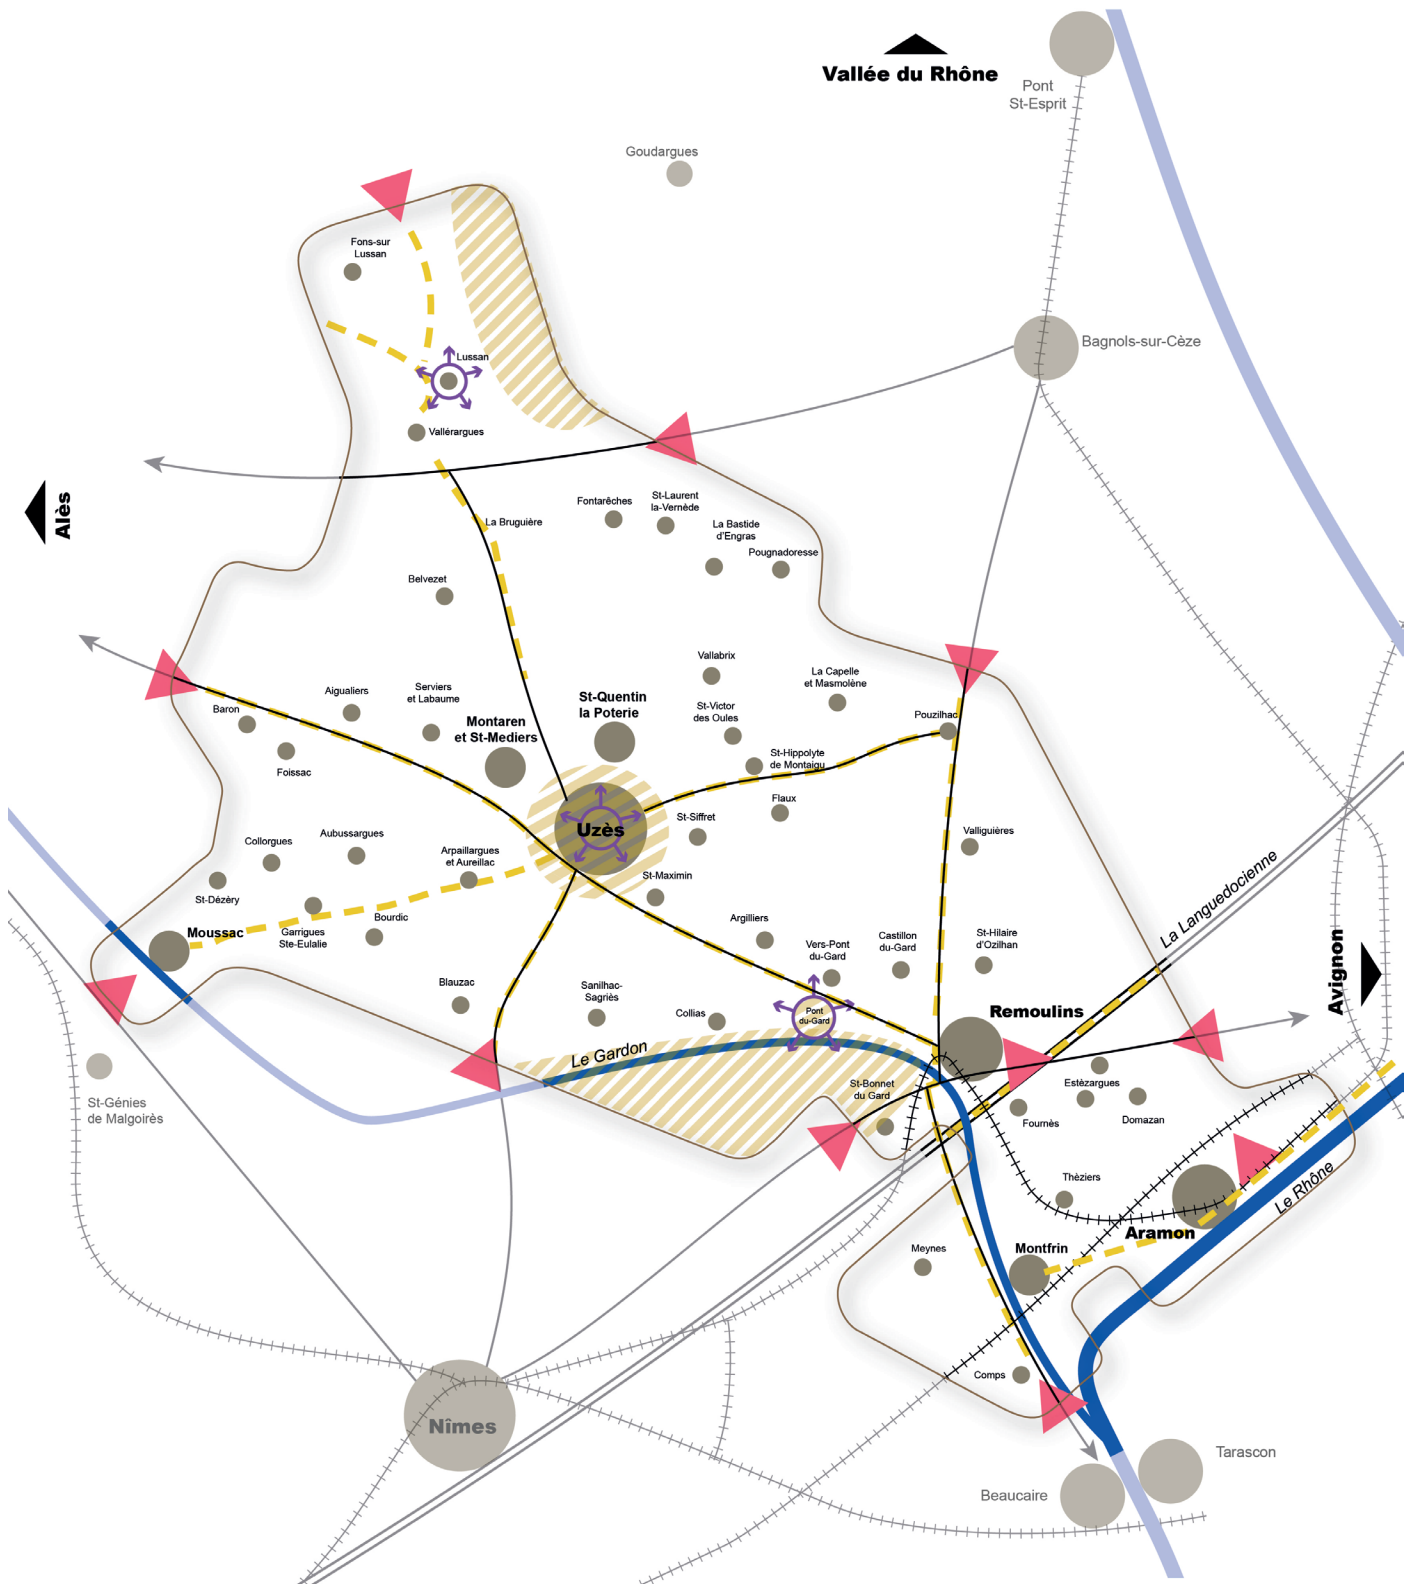 Vallée du Rhône
Pont
St-Esprit
Goudargues
Fons-sur
Lussan
Bagnols-sur-Cèze
Lussan
Vallérargues
Alès
Fontarêches
St-Laurent
la-Vernède
La Bruguière
La Bastide
d'Engras
Pougnadoresse
Belvezet
Vallabrix
La Capelle
et Masmolène
Aigualiers
Serviers
et Labaume
St-Quentin
la Poterie
Baron
Montaren
et St-Mediers
St-Victor
des Oules
Pouzilhac
Foissac
St-Hippolyte
de Montaigu
Flaux
St-Siffret
Uzès
Valliguières
Collorgues
Aubussargues
Arpaillargues
et Aureillac
St-Maximin
La Languedocienne
St-Dézèry
Garrigues
Ste-Eulalie
Bourdic
Moussac
Argilliers
Vers-Pont
du-Gard
Castillon
du-Gard
St-Hilaire
d'Ozilhan
Avignon
Blauzac
Sanilhac-
Sagriès
Collias
Pont
du-Gard
Remoulins
Le Gardon
St-Génies
de Malgoirès
St-Bonnet
du Gard
Estèzargues
Fournès
Domazan
Thèziers
Le Rhône
Aramon
Meynes
Montfrin
Comps
Nîmes
Tarascon
Beaucaire